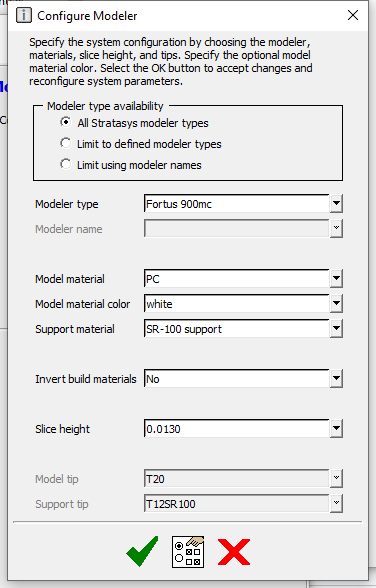 Configure Modeler
Specify the system configuration by choosing the modeler,
materials, slice height, and tips. Specify the optional model
material color. Select the OK button to accept changes and
reconfigure system parameters.
Modeler type availability
All Stratasys modeler types
Limit to defined modeler types
Limit using modeler names
Modeler type Fortus 900mc
Modeler name
Model material PC
Model material color white
Support material SR-100 support
Invert build materials No
Slice height 0.0130
Model tip T20
Support tip T12SR100